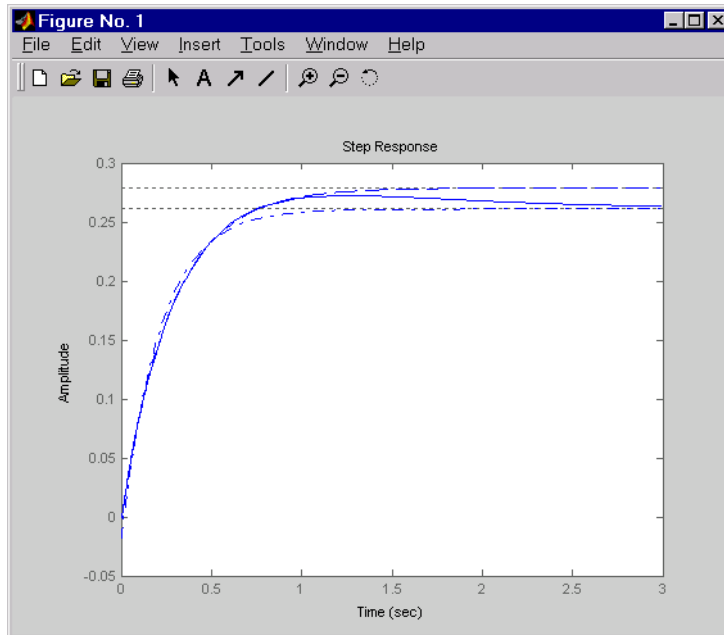 Figure No. 1
File Edit View Insert Tools Window Help
A
Step Response
0.3
0.25
0.2
0.15
0.1
0.05
0
-0.05
Amplitude
0 0.5 1 1.5 2 2.5 3
Time (sec)